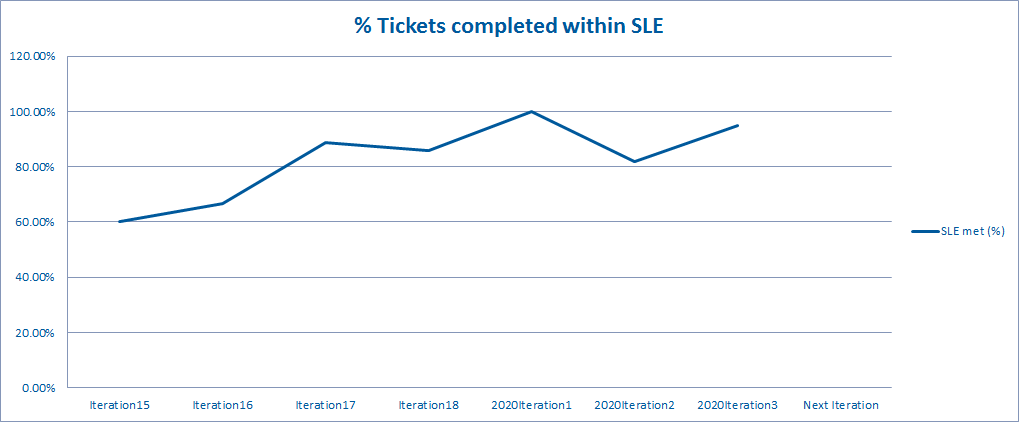 % Tickets completed within SLE
120.00%
100.00%
80.00%
60.00%
40.00%
20.00%
0.00%
Iteration15 Iteration16 Iteration17 Iteration18 2020Iteration1 2020Iteration2 2020Iteration3 Next Iteration
SLE met (%)